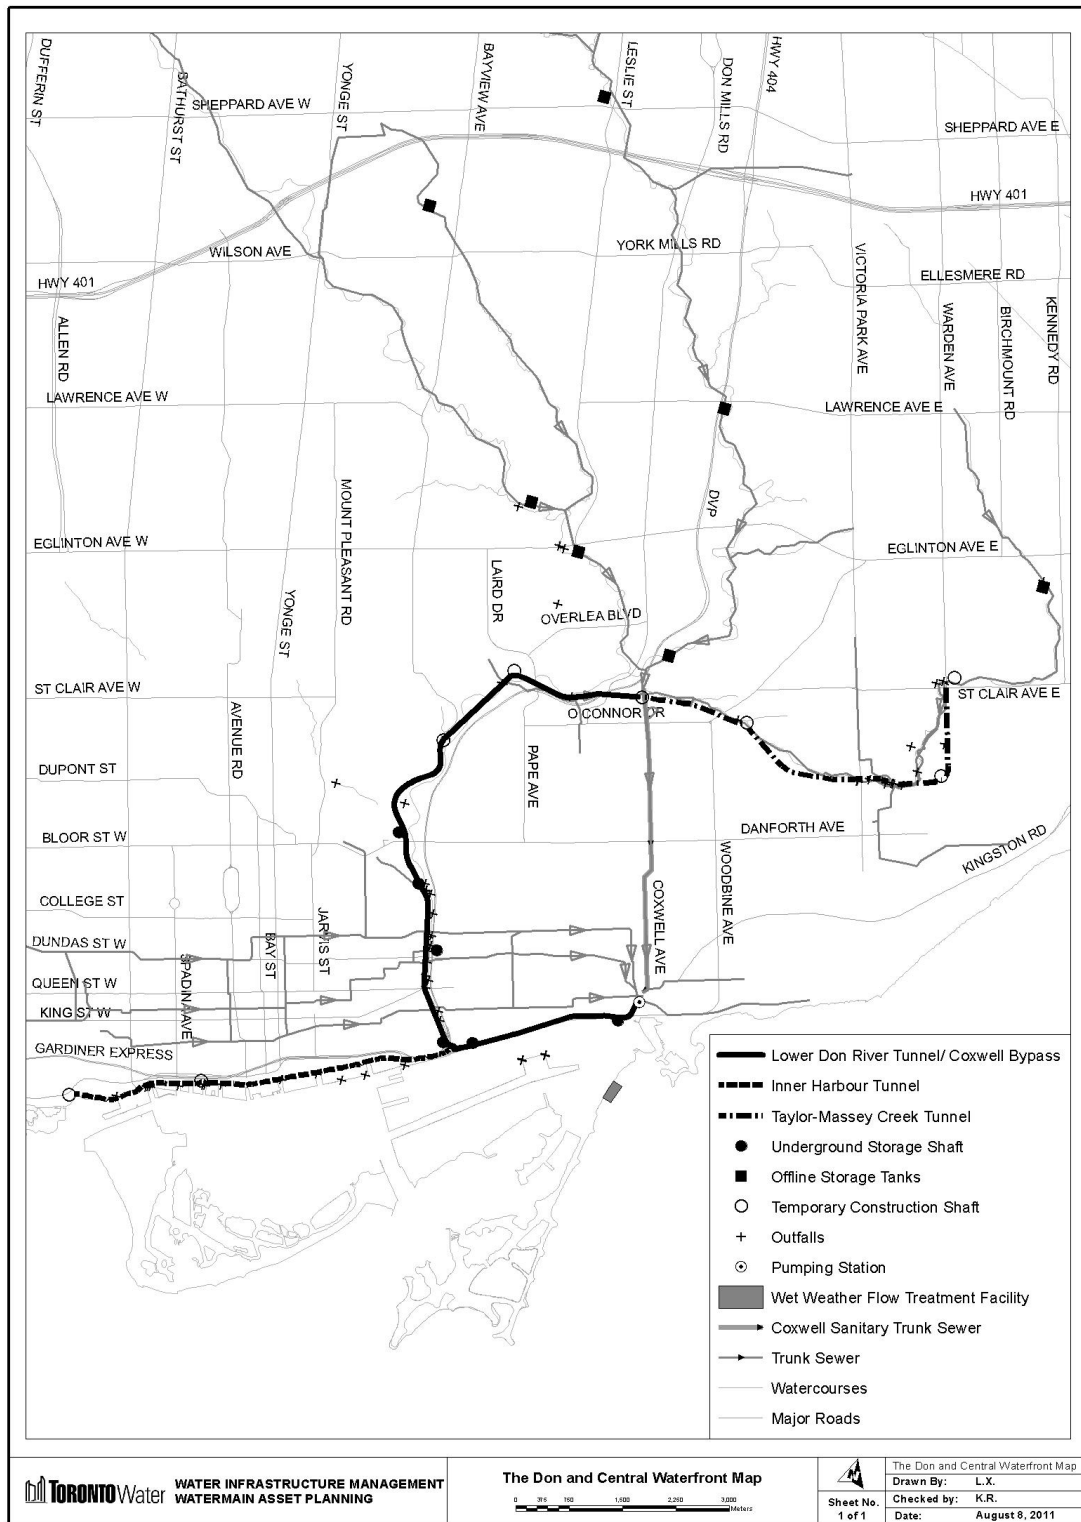 DUFFERIN ST
BATHURST ST
YONGE ST
BAYVIEW AVE
LESLIE ST
DON MILLS RD
HWY 404
SHEPPARD AVE W
SHEPPARD AVE E
HWY 401
WILSON AVE
YORK MILLS RD
HWY 401
ELLESMERE RD
VICTORIA PARK AVE
WARDEN AVE
BIRCHMOUNT RD
KENNEDY RD
ALLEN RD
LAWRENCE AVE W
LAWRENCE AVE E
MOUNT PLEASANT RD
DVP
EGLINTON AVE W
EGLINTON AVE E
LAIRD DR
OVERLEA BLVD
YONGE ST
ST CLAIR AVE W
ST CLAIR AVE E
O CONNOR DR
AVENUE RD
PAPE AVE
DUPONT ST
BLOOR ST W
DANFORTH AVE
KINGSTON RD
WOODBINE AVE
COXWELL AVE
COLLEGE ST
JARVIS ST
BAY ST
SPADINA AVE
DUNDAS ST W
QUEEN ST W
KING ST W
GARDINER EXPRESS
Lower Don River Tunnel/ Coxwell Bypass
Inner Harbour Tunnel
Taylor-Massey Creek Tunnel
Underground Storage Shaft
Offline Storage Tanks
Temporary Construction Shaft
Outfalls
Pumping Station
Wet Weather Flow Treatment Facility
Coxwell Sanitary Trunk Sewer
Trunk Sewer
Watercourses
Major Roads
TORONTO Water
WATER INFRASTRUCTURE MANAGEMENT
WATERMAIN ASSET PLANNING
The Don and Central Waterfront Map
0 375 750 1,500 2,250 3,000
Meters
Sheet No.
1 of 1
The Don and Central Waterfront Map
Drawn By: L.X.
Checked by: K.R.
Date: August 8, 2011